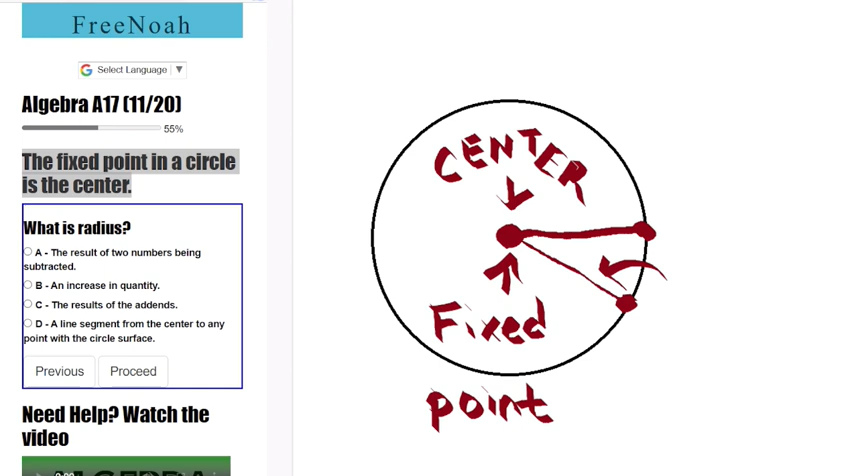 FreeNoah
Select Language ▼
Algebra A17 (11/20)
55%
The fixed point in a circle
is the center.
What is radius?
A - The result of two numbers being
subtracted.
B - An increase in quantity.
C - The results of the addends.
D - A line segment from the center to any
point with the circle surface.
Previous Proceed
Need Help? Watch the
video
CENTER
Fixed
point